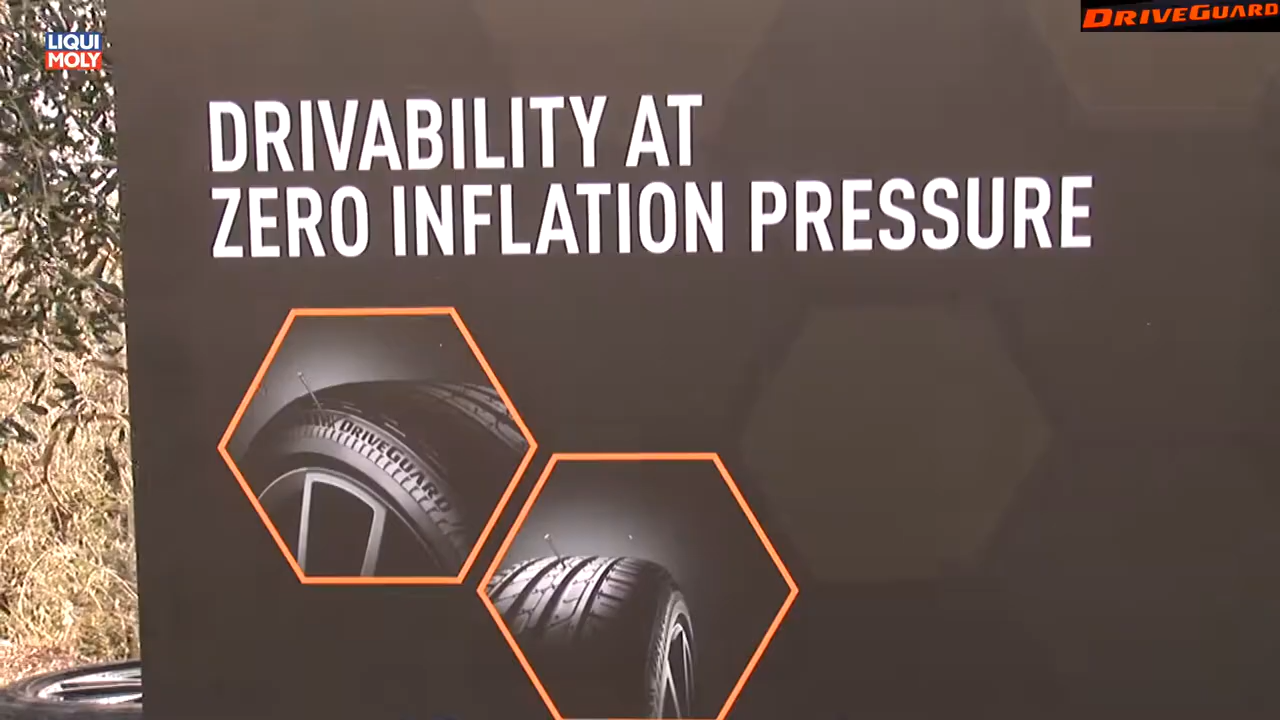 LIQUI
MOLY
DRIVEGUARD
DRIVABILITY AT
ZERO INFLATION PRESSURE
DRIVEGUARD